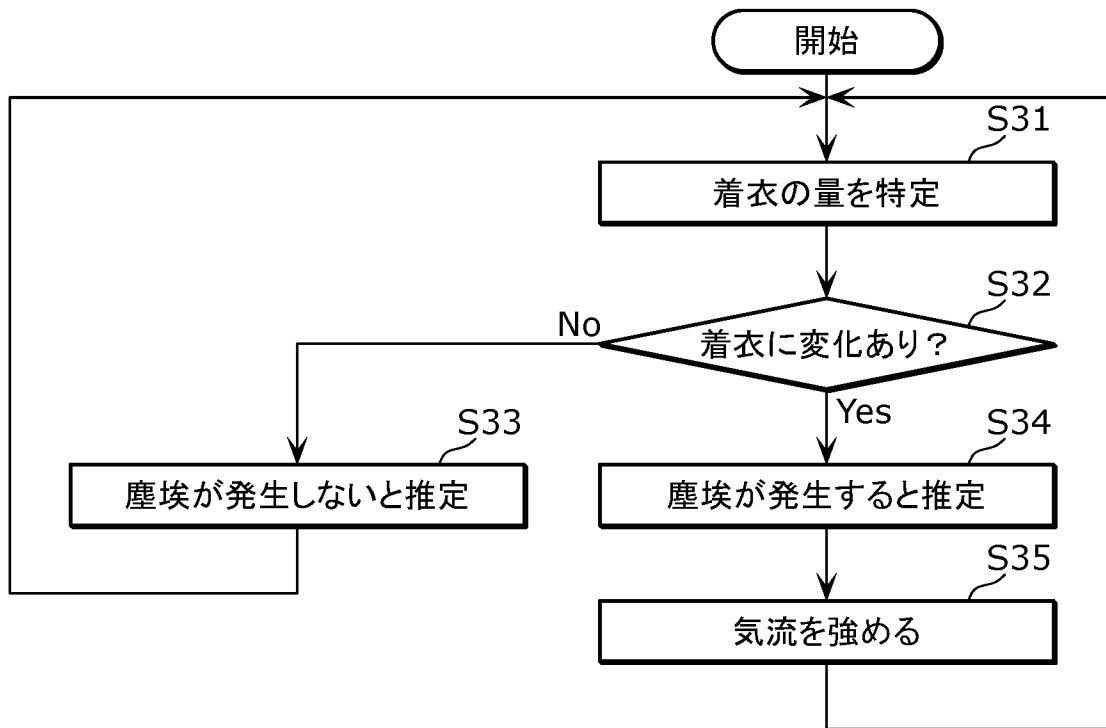 開始
S31
着衣の量を特定
S32
着衣に変化あり?
No
Yes
S33
塵埃が発生しないと推定
S34
塵埃が発生すると推定
S35
気流を強める